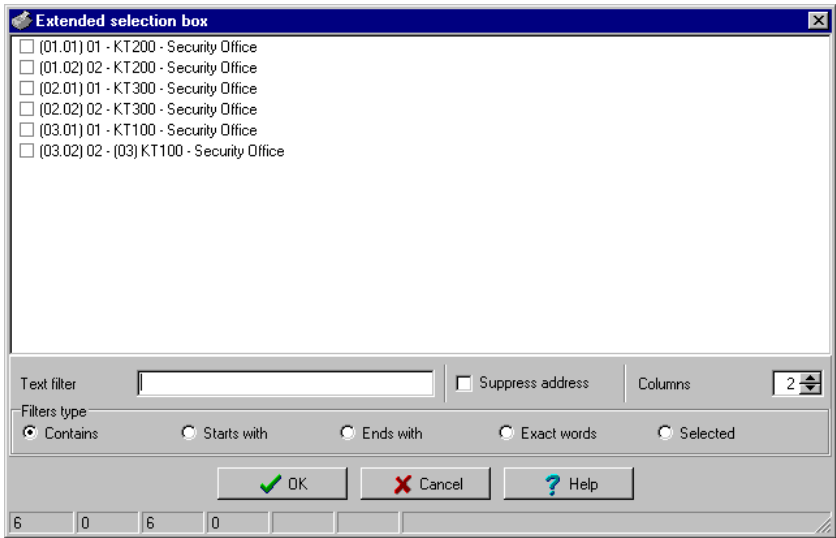 Extended selection box
(01.01) 01 - KT200 - Security Office
(01.02) 02 - KT200 - Security Office
(02.01) 01 - KT300 - Security Office
(02.02) 02 - KT300 - Security Office
(03.01) 01 - KT100 - Security Office
(03.02) 02 - (03) KT100 - Security Office
Text filter Suppress address Columns 2
Filters type
Contains Starts with Ends with Exact words Selected
OK Cancel ? Help
6 0 6 0